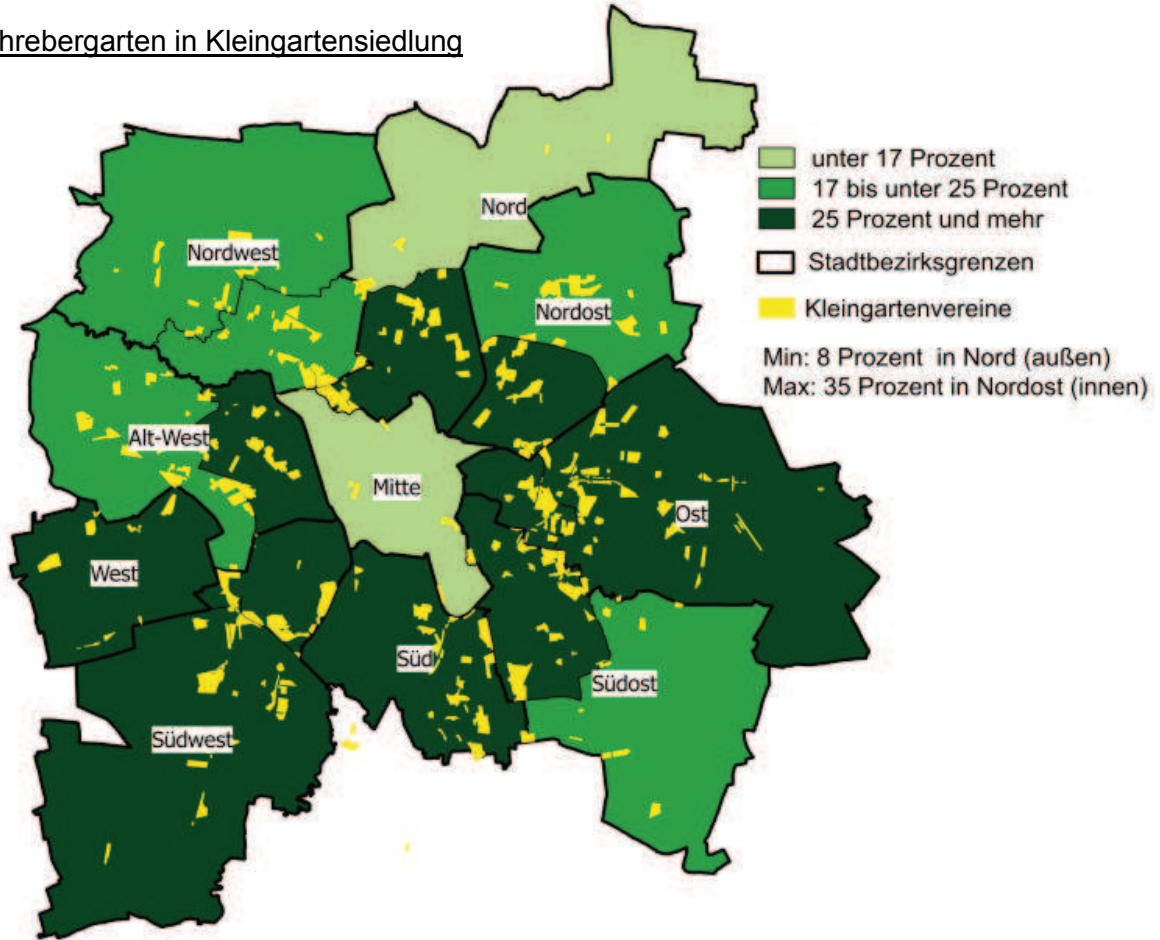 hrebergarten in Kleingartensiedlung
unter 17 Prozent
17 bis unter 25 Prozent
25 Prozent und mehr
Stadtbezirksgrenzen
Kleingartenvereine
Min: 8 Prozent in Nord (außen)
Max: 35 Prozent in Nordost (innen)
Nord
Nordwest
Nordost
Alt-West
Mitte
Ost
West
Süd
Südost
Südwest